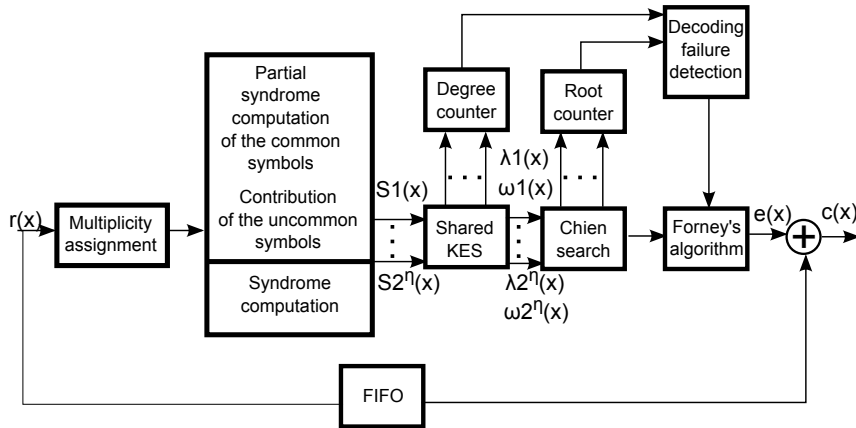 Partial
syndrome
computation
of the common
symbols
Contribution
of the uncommon
symbols
Syndrome
computation
r(x)
Multiplicity
assignment
S1(x)
S2^η(x)
Degree
counter
Root
counter
Decoding
failure
detection
λ1(x)
ω1(x)
Shared
KES
λ2^η(x)
ω2^η(x)
Chien
search
Forney's
algorithm
e(x)
c(x)
FIFO